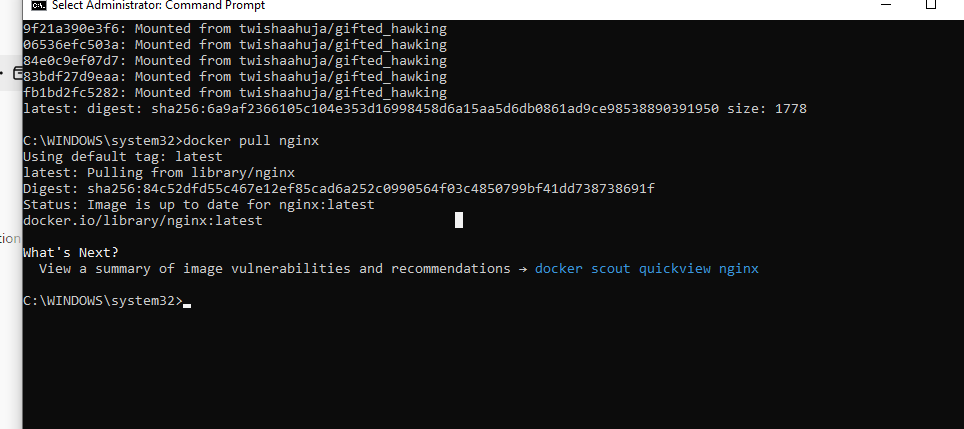 Select Administrator: Command Prompt
9f21a390e3f6: Mounted from twishaahuja/gifted_hawking
06536efc503a: Mounted from twishaahuja/gifted_hawking
84e0c9ef07d7: Mounted from twishaahuja/gifted_hawking
83bdf27d9eaa: Mounted from twishaahuja/gifted_hawking
fb1bd2fc5282: Mounted from twishaahuja/gifted_hawking
latest: digest: sha256:6a9af2366105c104e353d16998458d6a15aa5d6db0861ad9ce98538890391950 size: 1778
C:\WINDOWS\system32>docker pull nginx
Using default tag: latest
latest: Pulling from library/nginx
Digest: sha256:84c52dfd55c467e12ef85cad6a252c0990564f03c4850799bf41dd738738691f
Status: Image is up to date for nginx:latest
docker.io/library/nginx:latest
tion
What's Next?
View a summary of image vulnerabilities and recommendations → docker scout quickview nginx
C:\WINDOWS\system32>